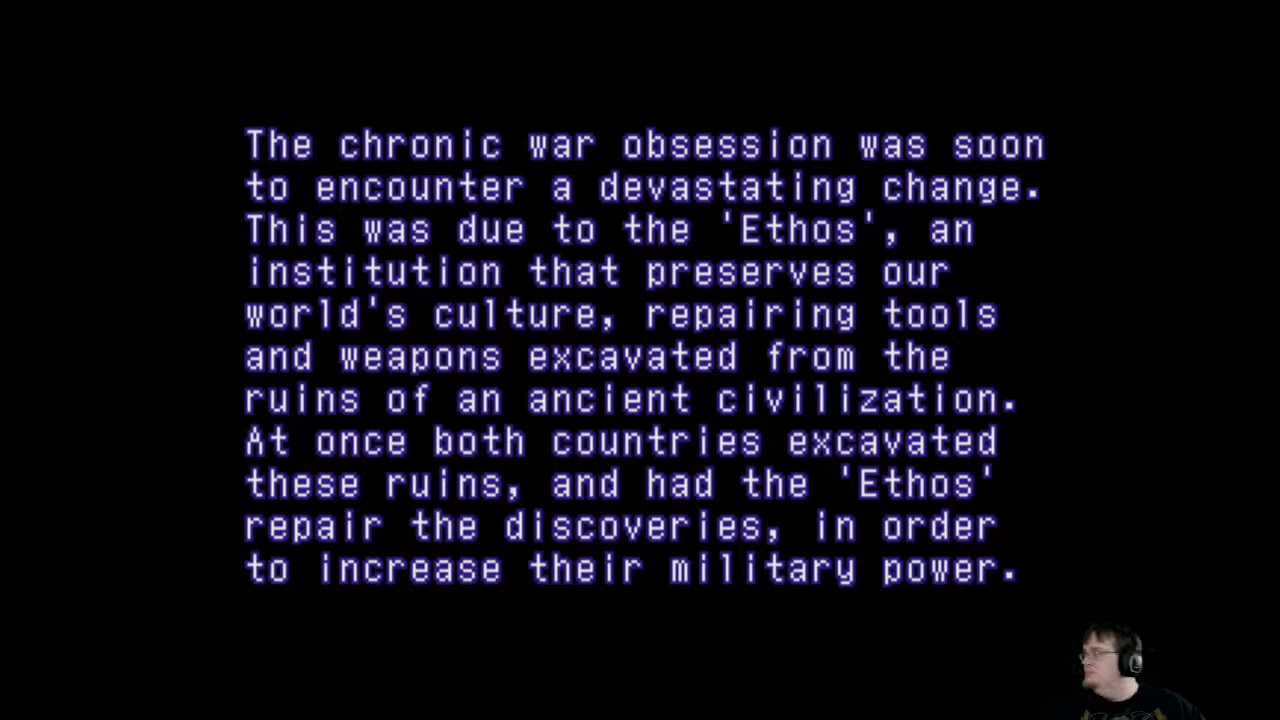 The chronic war obsession was soon
to encounter a devastating change.
This was due to the 'Ethos', an
institution that preserves our
world's culture, repairing tools
and weapons excavated from the
ruins of an ancient civilization.
At once both countries excavated
these ruins, and had the 'Ethos'
repair the discoveries, in order
to increase their military power.